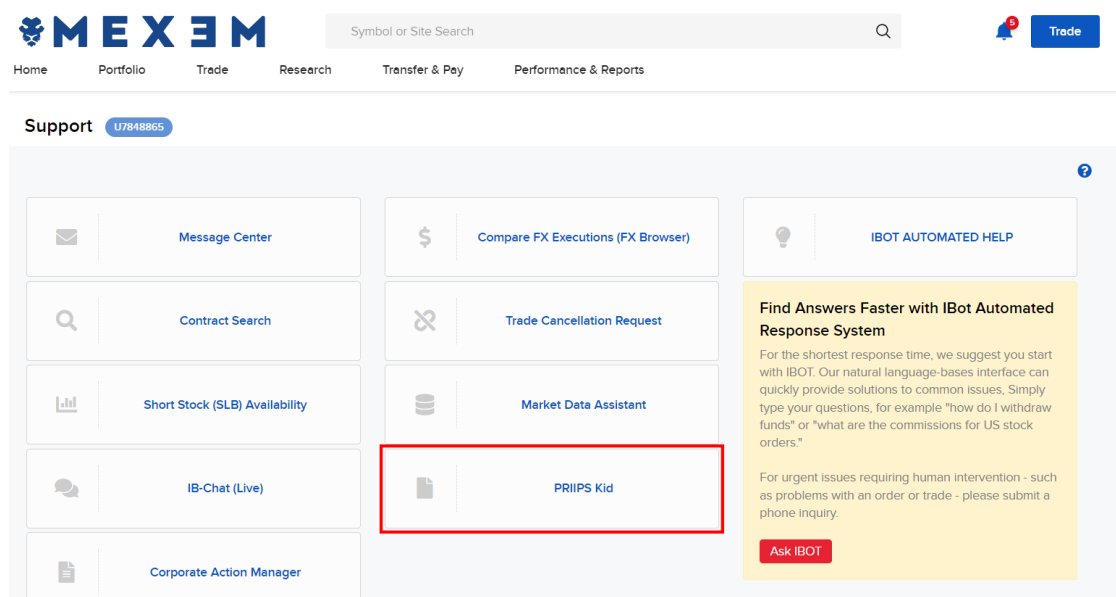 MEXEM
Symbol or Site Search
5
Trade
Home Portfolio Trade Research Transfer & Pay Performance & Reports
Support U7848865
?
Message Center
Compare FX Executions (FX Browser)
IBOT AUTOMATED HELP
Contract Search
Trade Cancellation Request
Short Stock (SLB) Availability
Market Data Assistant
IB-Chat (Live)
PRIIPS Kid
Corporate Action Manager
Find Answers Faster with IBot Automated
Response System
For the shortest response time, we suggest you start
with IBOT. Our natural language-bases interface can
quickly provide solutions to common issues, Simply
type your questions, for example "how do I withdraw
funds" or "what are the commissions for US stock
orders."
For urgent issues requiring human intervention - such
as problems with an order or trade - please submit a
phone inquiry.
Ask IBOT